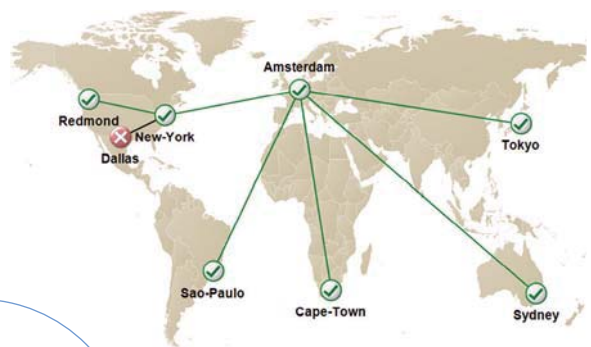 Amsterdam
Redmond
New-York
Dallas
Tokyo
Sao-Paulo
Cape-Town
Sydney